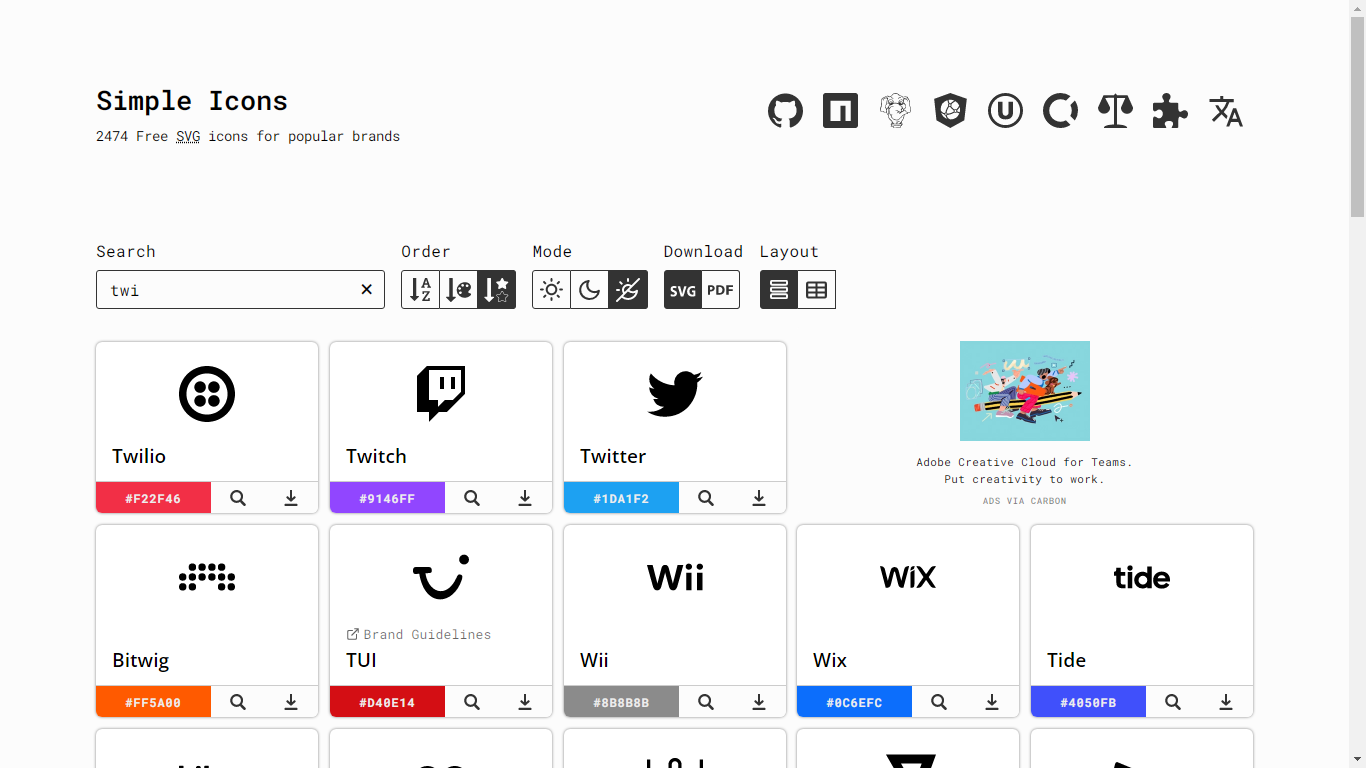 Simple Icons
2474 Free SVG icons for popular brands
Search
Order
Mode
Download
Layout
twi
A
Z
SVG
PDF
Twilio
Twitch
Twitter
#F22F46
#9146FF
#1DA1F2
Adobe Creative Cloud for Teams.
Put creativity to work.
ADS VIA CARBON
Wii
WiX
tide
Brand Guidelines
Bitwig
TUI
Wii
Wix
Tide
#FF5A00
#D40E14
#8B8B8B
#0C6EFC
#4050FB